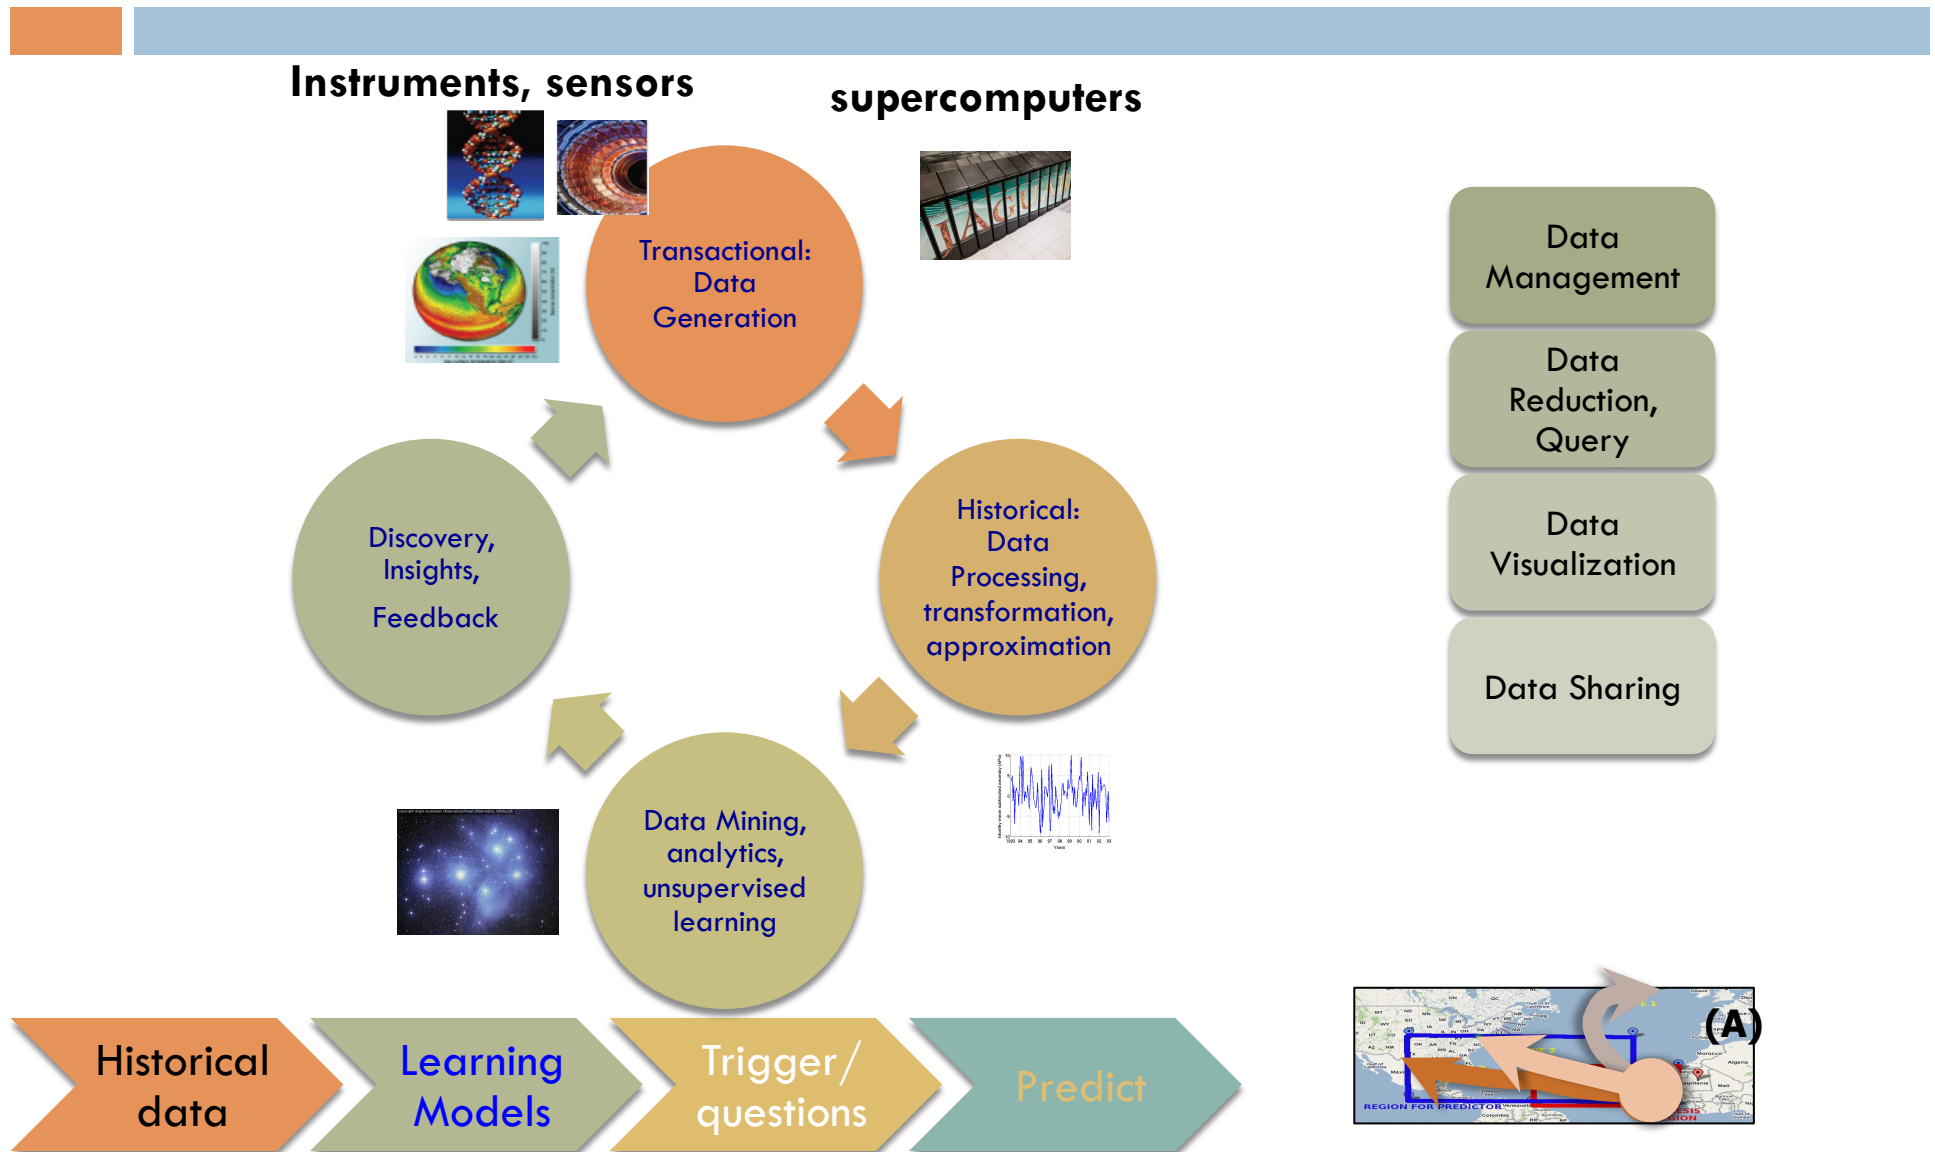 Instruments, sensors
supercomputers
Transactional:
Data
Generation
Historical:
Data
Processing,
transformation,
approximation
Data Mining,
analytics,
unsupervised
learning
Discovery,
Insights,
Feedback
Data
Management
Data
Reduction,
Query
Data
Visualization
Data Sharing
Years
Historical
data
Learning
Models
Trigger/
questions
Predict
(A)
REGION FOR PREDICTOR